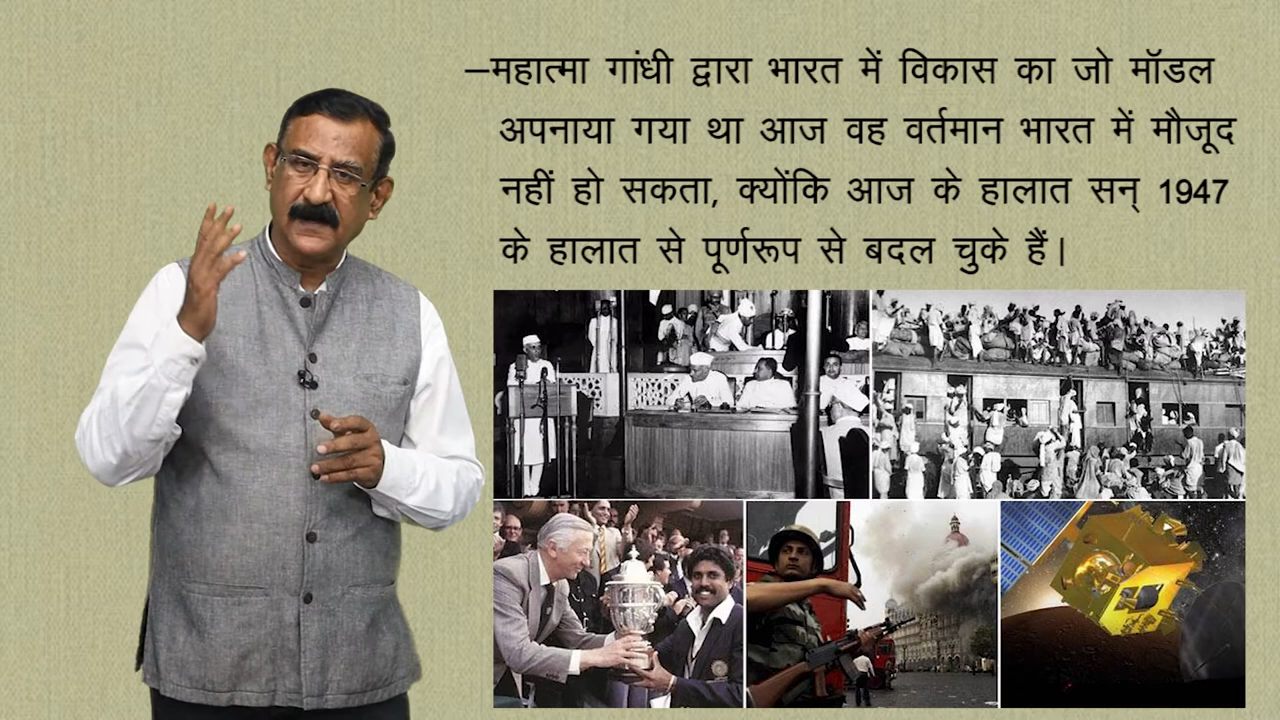 –महात्मा गांधी द्वारा भारत में विकास का जो मॉडल
अपनाया गया था आज वह वर्तमान भारत में मौजूद
नहीं हो सकता, क्योंकि आज के हालात सन् 1947
के हालात से पूर्णरूप से बदल चुके हैं।